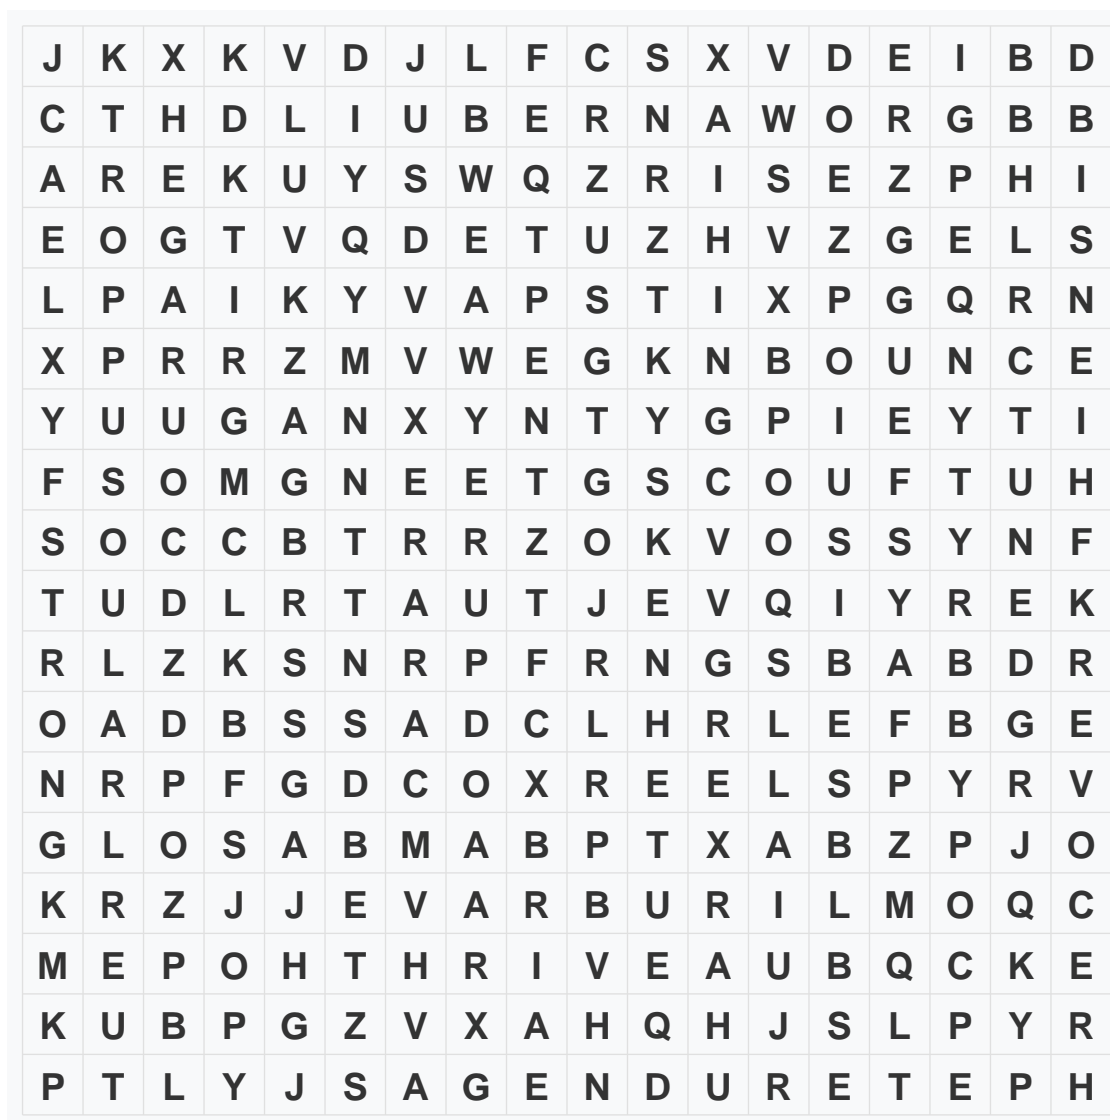 J K X K V D J L F C S X V D E I B D
C T H D L I U B E R N A W O R G B B
A R E K U Y S W Q Z R I S E Z P H I
E O G T V Q D E T U Z H V Z G E L S
L P A I K Y V A P S T I X P G Q R N
X P R R Z M V W E G K N B O U N C E
Y U U G A N X Y N T Y G P I E Y T I
F S O M G N E E T G S C O U F T U H
S O C C B T R R Z O K V O S S Y N F
T U D L R T A U T J E V Q I Y R E K
R L Z K S N R P F R N G S B A B D R
O A D B S S A D C L H R L E F B G E
N R P F G D C O X R E E L S P Y R V
G L O S A B M A B P T X A B Z P J O
K R Z J J E V A R B U R I L M O Q C
M E P O H T H R I V E A U B Q C K E
K U B P G Z V X A H Q H J S L P Y R
P T L Y J S A G E N D U R E T E P H